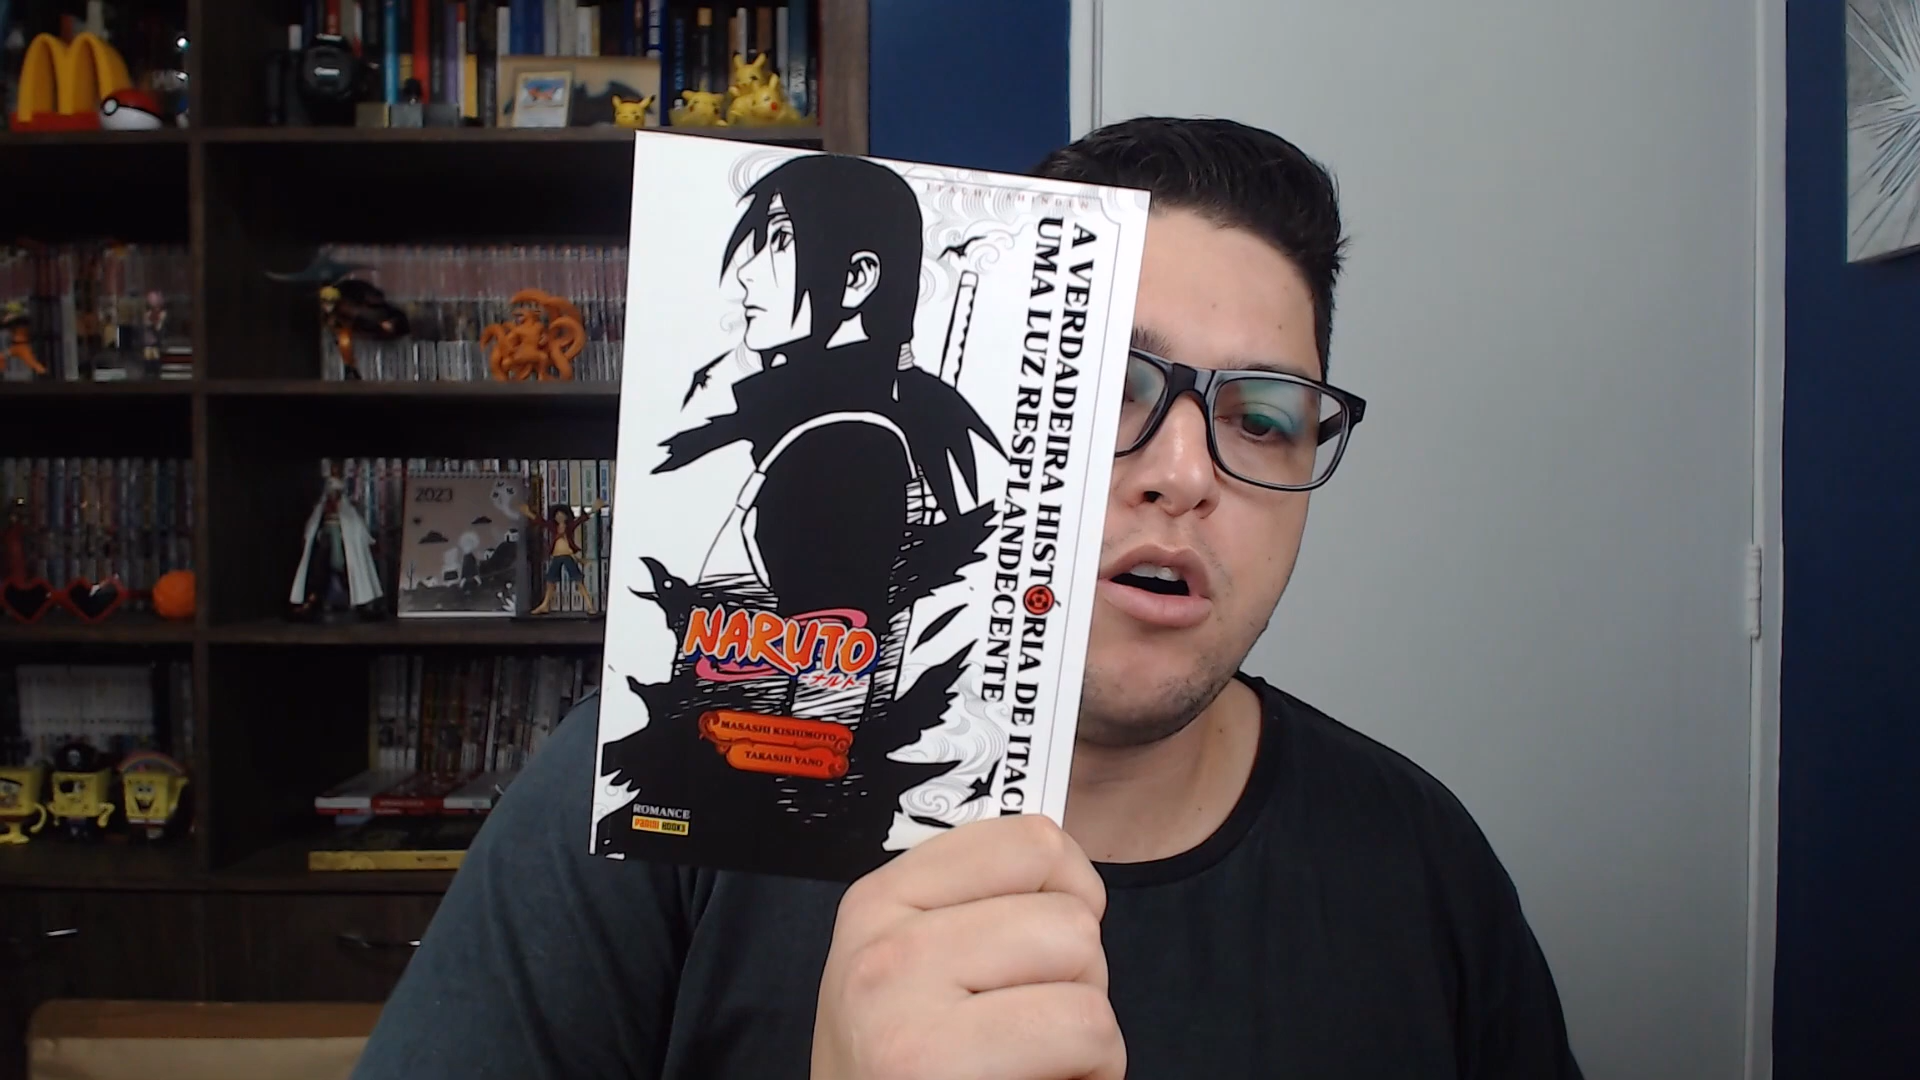 ITACHI SHINDEN
A VERDADEIRA HISTÓRIA DE ITACHI
UMA LUZ RESPLANDECENTE
NARUTO
-ナルト-
MASASHI KISHIMOTO
TAKASHI YANO
ROMANCE
PANINI BOOKS
2023
Canon